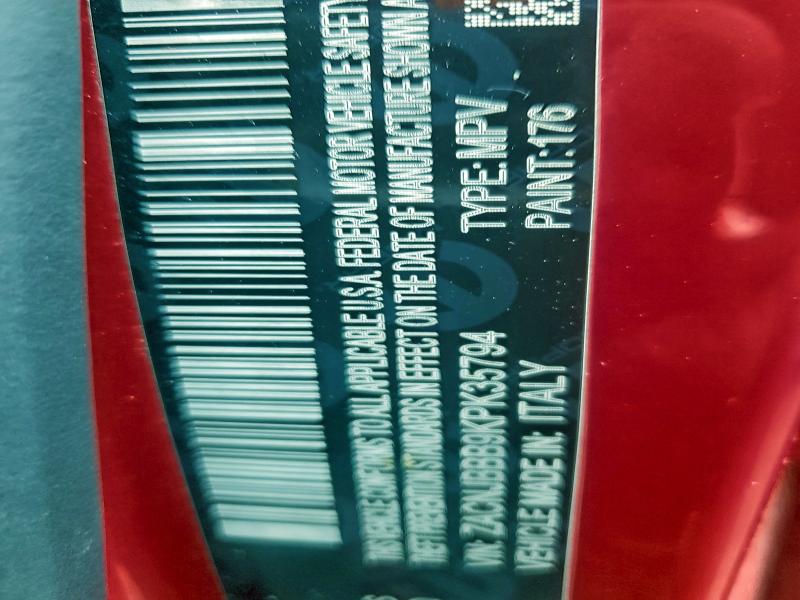 THIS VEHICLE CONFORMS TO ALL APPLICABLE U.S.A. FEDERAL MOTOR VEHICLE SAFETY
THEFT PREVENTION STANDARDS IN EFFECT ON THE DATE OF MANUFACTURE SHOWN A
VIN: ZACNJBBB9KPK35794 TYPE: MPV
VEHICLE MADE IN: ITALY PAINT: 176